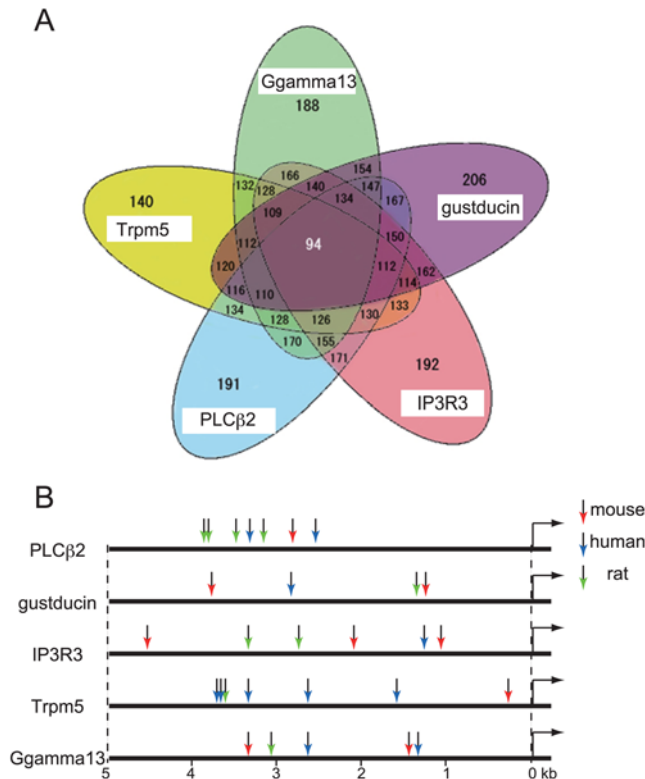 A
Ggamma13
188
166
154
206
132
128
140
134
147
167
gustducin
140
Trpm5
109
150
112
94
120
112
162
114
116
110
133
134
128
126
130
170
155
171
191
192
PLCβ2
IP3R3
B
mouse
PLCβ2
human
rat
gustducin
IP3R3
Trpm5
Ggamma13
5 4 3 2 1 0 kb